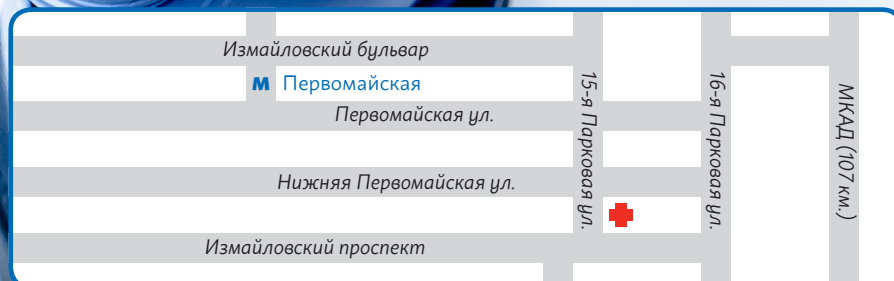 Измайловский бульвар
М Первомайская
Первомайская ул.
Нижняя Первомайская ул.
Измайловский проспект
15-я Парковая ул.
16-я Парковая ул.
МКАД (107 км.)